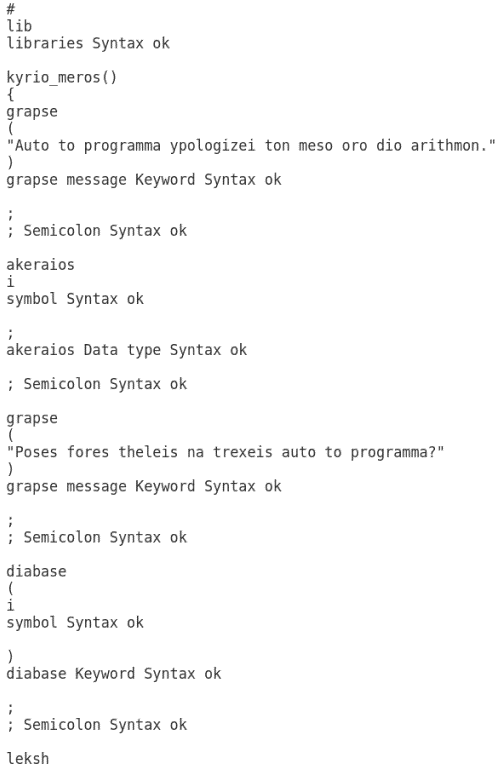 #
lib
libraries Syntax ok
kyrio_meros()
{
grapse
(
"Auto to programma ypologizei ton meso oro dio arithmon."
)
grapse message Keyword Syntax ok
;
; Semicolon Syntax ok
akeraios
i
symbol Syntax ok
;
akeraios Data type Syntax ok
; Semicolon Syntax ok
grapse
(
"Poses fores theleis na trexeis auto to programma?"
)
grapse message Keyword Syntax ok
;
; Semicolon Syntax ok
diabase
(
i
symbol Syntax ok
)
diabase Keyword Syntax ok
;
; Semicolon Syntax ok
leksh